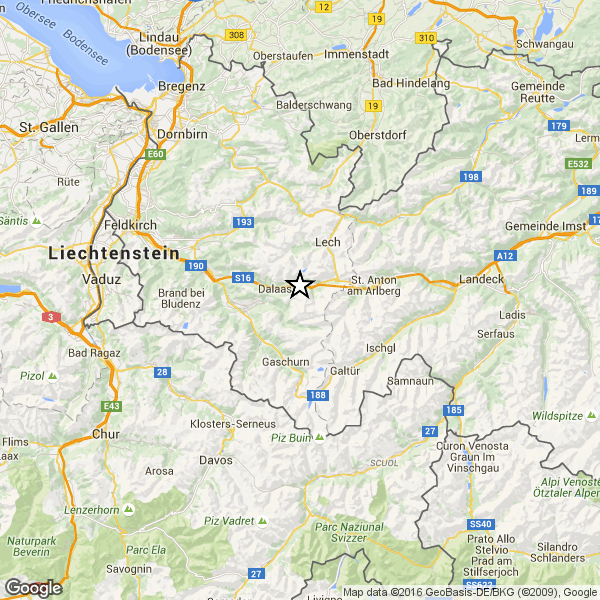 Friedrichshafen
Obersee Bodensee
Lindau
(Bodensee)
308
Oberstaufen
19
310
Immenstadt
Schwangau
Bregenz
Bad Hindelang
Gemeinde
Reutte
Balderschwang
19
St. Gallen
Dornbirn
Oberstdorf
179
Lerm
E60
E532
Rüte
198
189
Säntis
Feldkirch
193
Gemeinde Imst
17
Lech
Liechtenstein
A12
190
S16
Vaduz
Dalaas
St. Anton
am Arlberg
Landeck
Brand bei
Bludenz
3
Ladis
Serfaus
Bad Ragaz
Ischgl
Gaschurn
Galtür
Pizol
28
Samnaun
188
E43
185
Wildspitze
Klosters-Serneus
27
Chur
Piz Buin
Flims
Laax
Curon Venosta
Graun Im
Vinschgau
Davos
SCUOL
Arosa
Alpi Venoste
Ötztaler Alpen
Lenzerhorn
Piz Vadret
SS40
Parc Naziunal
Svizzer
Naturpark
Beverin
Parc Ela
Prato Allo
Stelvio
Prad am
Stilfserjoch
Silandro
Schlanders
Savognin
27
SS622
Livigno
Google
Map data ©2016 GeoBasis-DE/BKG (©2009), Google